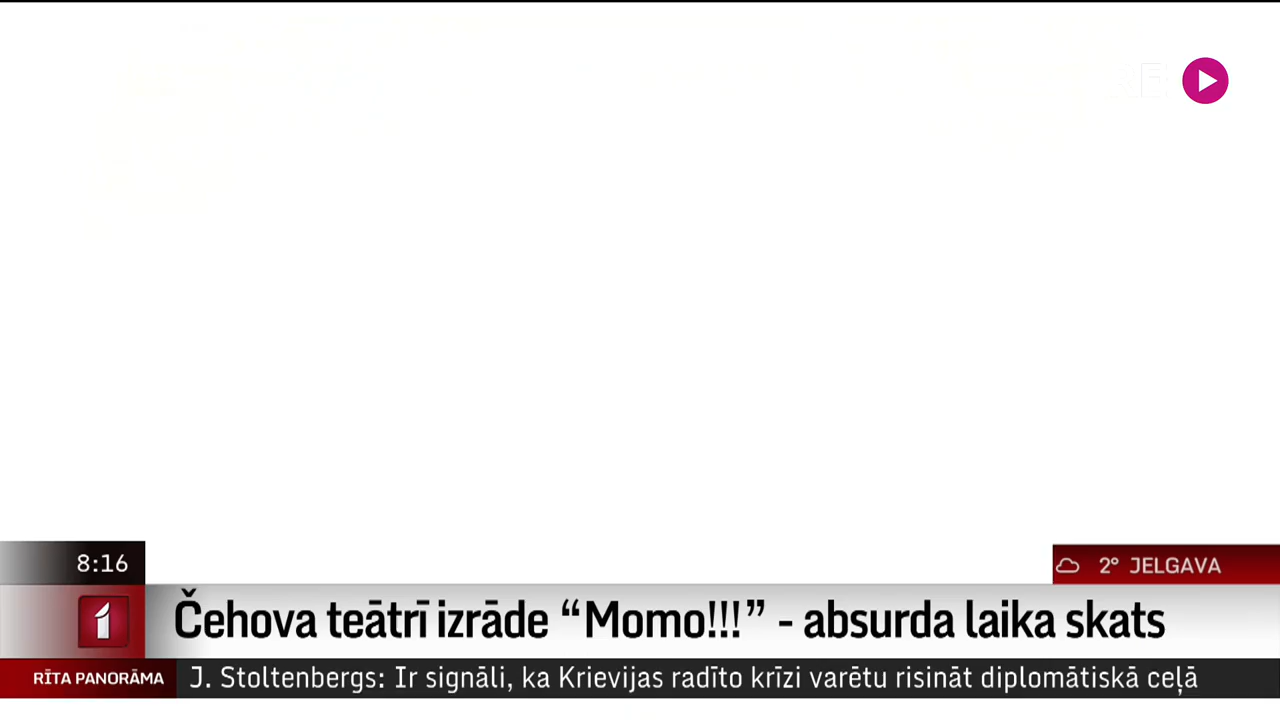 8:16
2° JELGAVA
1
Čehova teātrī izrāde “Momo!!!” - absurda laika skats
RĪTA PANORĀMA
J. Stoltenbergs: Ir signāli, ka Krievijas radīto krīzi varētu risināt diplomātiskā ceļā